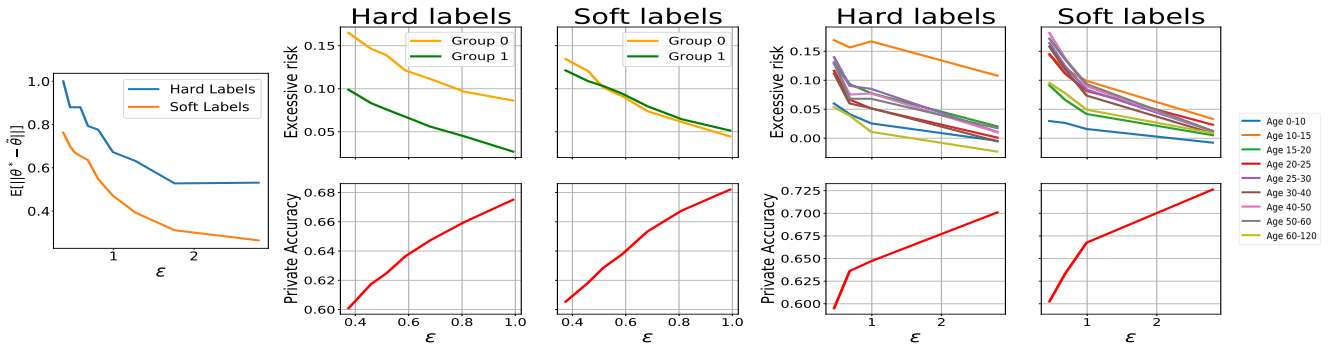 Hard labels
Soft labels
Hard labels
Soft labels
E[||θ* − θ̂||]
1.0
0.8
0.6
0.4
Hard Labels
Soft Labels
1
2
ε
Excessive risk
0.15
0.10
0.05
Group 0
Group 1
Group 0
Group 1
Private Accuracy
0.68
0.66
0.64
0.62
0.60
0.4
0.6
0.8
1.0
ε
0.4
0.6
0.8
1.0
ε
Excessive risk
0.15
0.10
0.05
0.00
Private Accuracy
0.725
0.700
0.675
0.650
0.625
0.600
1
2
ε
1
2
ε
Age 0-10
Age 10-15
Age 15-20
Age 20-25
Age 25-30
Age 30-40
Age 40-50
Age 50-60
Age 60-120